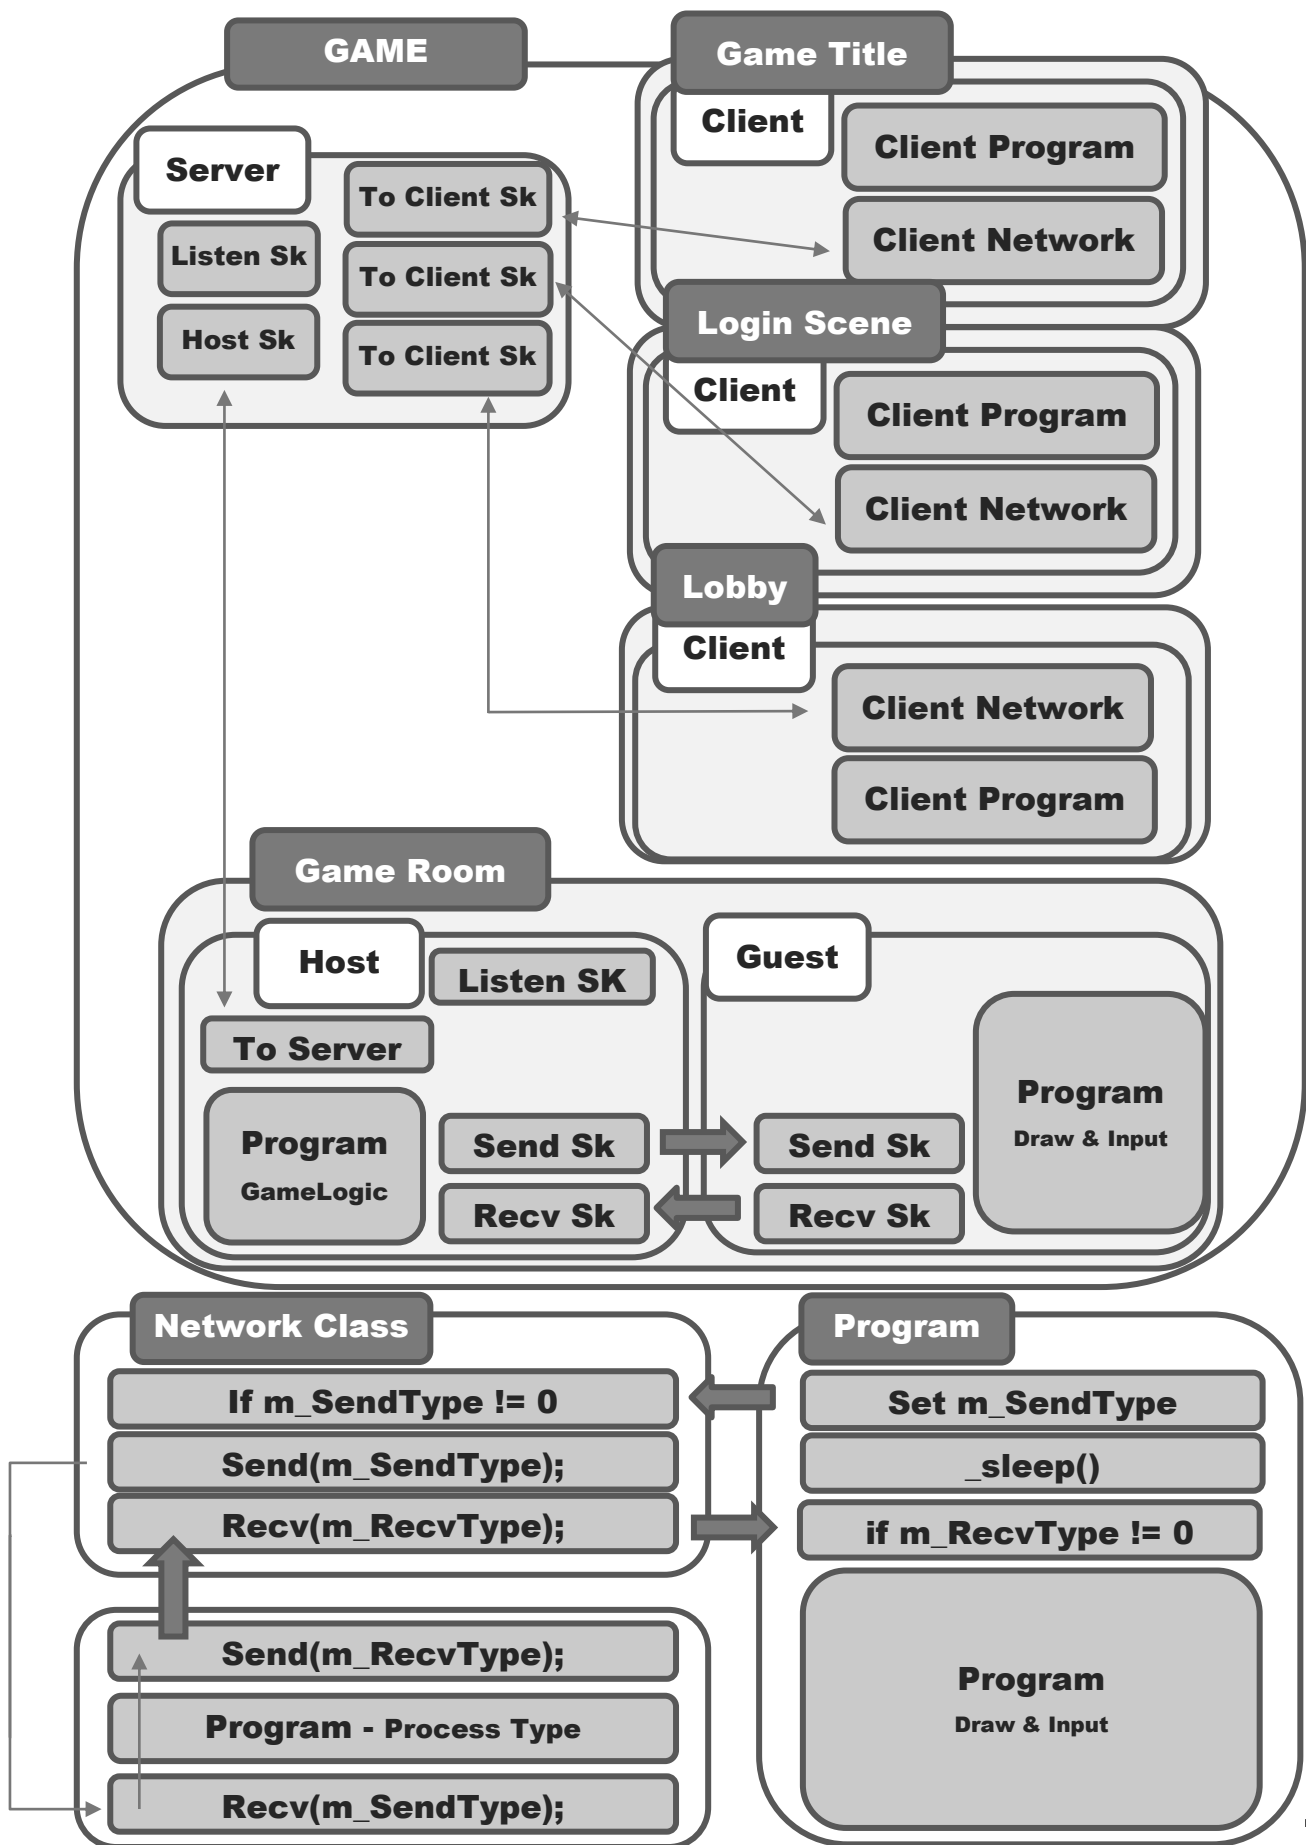 GAME
Server
Listen Sk
Host Sk
To Client Sk
To Client Sk
To Client Sk
Game Title
Client
Client Program
Client Network
Login Scene
Client
Client Program
Client Network
Lobby
Client
Client Network
Client Program
Game Room
Host
Listen SK
To Server
Program
GameLogic
Send Sk
Recv Sk
Guest
Send Sk
Recv Sk
Program
Draw & Input
Network Class
If m_SendType != 0
Send(m_SendType);
Recv(m_RecvType);
Send(m_RecvType);
Program - Process Type
Recv(m_SendType);
Program
Set m_SendType
_sleep()
if m_RecvType != 0
Program
Draw & Input